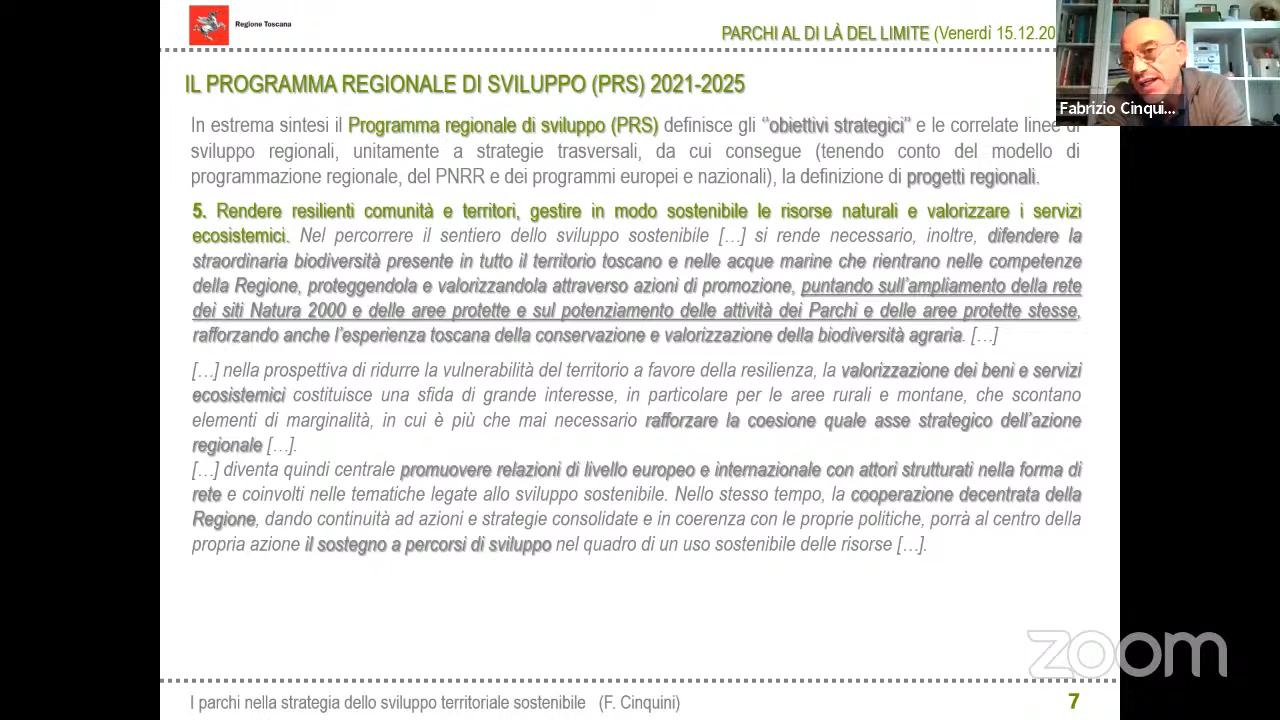 Regione Toscana
PARCHI AL DI LÀ DEL LIMITE (Venerdì 15.12.20
Fabrizio Cinqui...
IL PROGRAMMA REGIONALE DI SVILUPPO (PRS) 2021-2025
In estrema sintesi il Programma regionale di sviluppo (PRS) definisce gli “obiettivi strategici” e le correlate linee di
sviluppo regionali, unitamente a strategie trasversali, da cui consegue (tenendo conto del modello di
programmazione regionale, del PNRR e dei programmi europei e nazionali), la definizione di progetti regionali.
5. Rendere resilienti comunità e territori, gestire in modo sostenibile le risorse naturali e valorizzare i servizi
ecosistemici. Nel percorrere il sentiero dello sviluppo sostenibile […] si rende necessario, inoltre, difendere la
straordinaria biodiversità presente in tutto il territorio toscano e nelle acque marine che rientrano nelle competenze
della Regione, proteggendola e valorizzandola attraverso azioni di promozione, puntando sull’ampliamento della rete
dei siti Natura 2000 e delle aree protette e sul potenziamento delle attività dei Parchi e delle aree protette stesse,
rafforzando anche l’esperienza toscana della conservazione e valorizzazione della biodiversità agraria. […]
[…] nella prospettiva di ridurre la vulnerabilità del territorio a favore della resilienza, la valorizzazione dei beni e servizi
ecosistemici costituisce una sfida di grande interesse, in particolare per le aree rurali e montane, che scontano
elementi di marginalità, in cui è più che mai necessario rafforzare la coesione quale asse strategico dell’azione
regionale […].
[…] diventa quindi centrale promuovere relazioni di livello europeo e internazionale con attori strutturati nella forma di
rete e coinvolti nelle tematiche legate allo sviluppo sostenibile. Nello stesso tempo, la cooperazione decentrata della
Regione, dando continuità ad azioni e strategie consolidate e in coerenza con le proprie politiche, porrà al centro della
propria azione il sostegno a percorsi di sviluppo nel quadro di un uso sostenibile delle risorse […].
zoom
I parchi nella strategia dello sviluppo territoriale sostenibile (F. Cinquini)
7